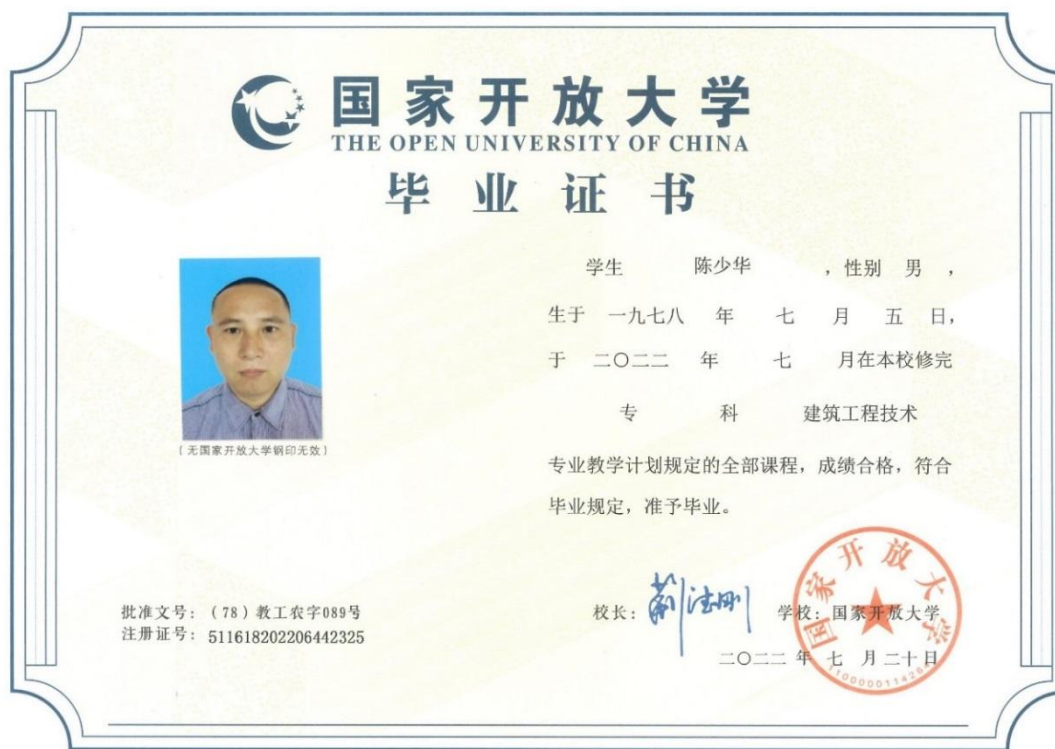 国家开放大学
THE OPEN UNIVERSITY OF CHINA
毕业证书
学生 陈少华 ，性别 男 ，
生于 一九七八 年 七 月 五 日，
于 二〇二二 年 七 月在本校修完
专 科 建筑工程技术
专业教学计划规定的全部课程，成绩合格，符合
毕业规定，准予毕业。
（无国家开放大学钢印无效）
批准文号：（78）教工农字089号
注册证号：511618202206442325
校长：荆德刚 学校：国家开放大学
二〇二二 年 七 月 二十 日
国家开放大学